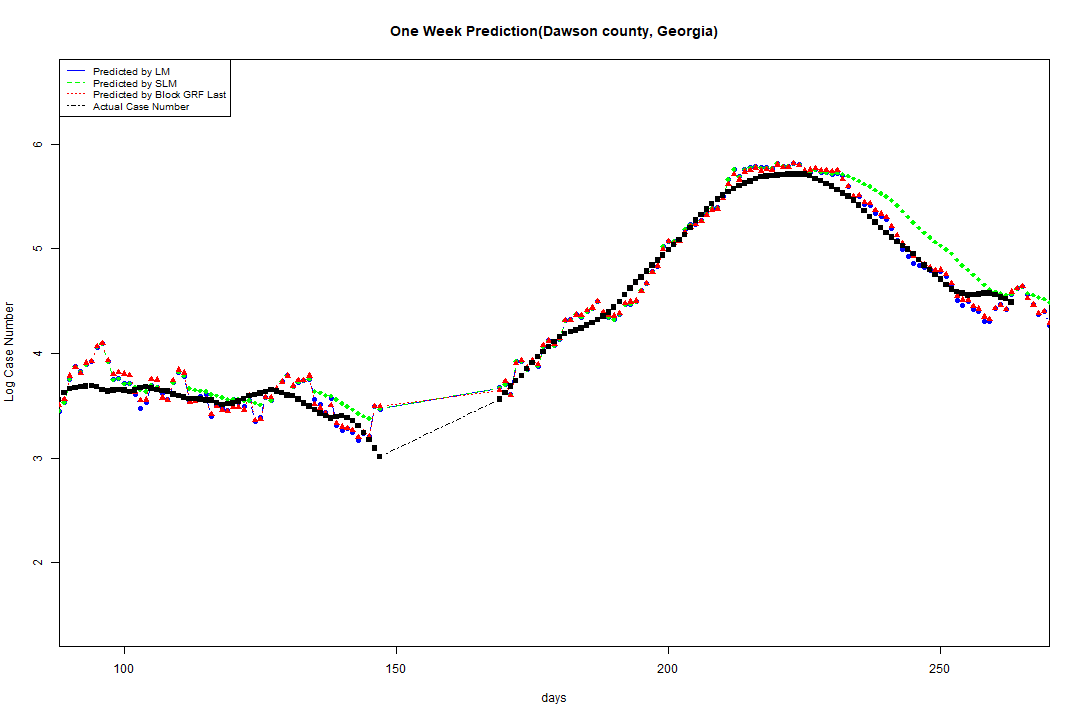 One Week Prediction(Dawson county, Georgia)
Predicted by LM
Predicted by SLM
Predicted by Block GRF Last
Actual Case Number
6
5
4
3
2
Log Case Number
100 150 200 250
days